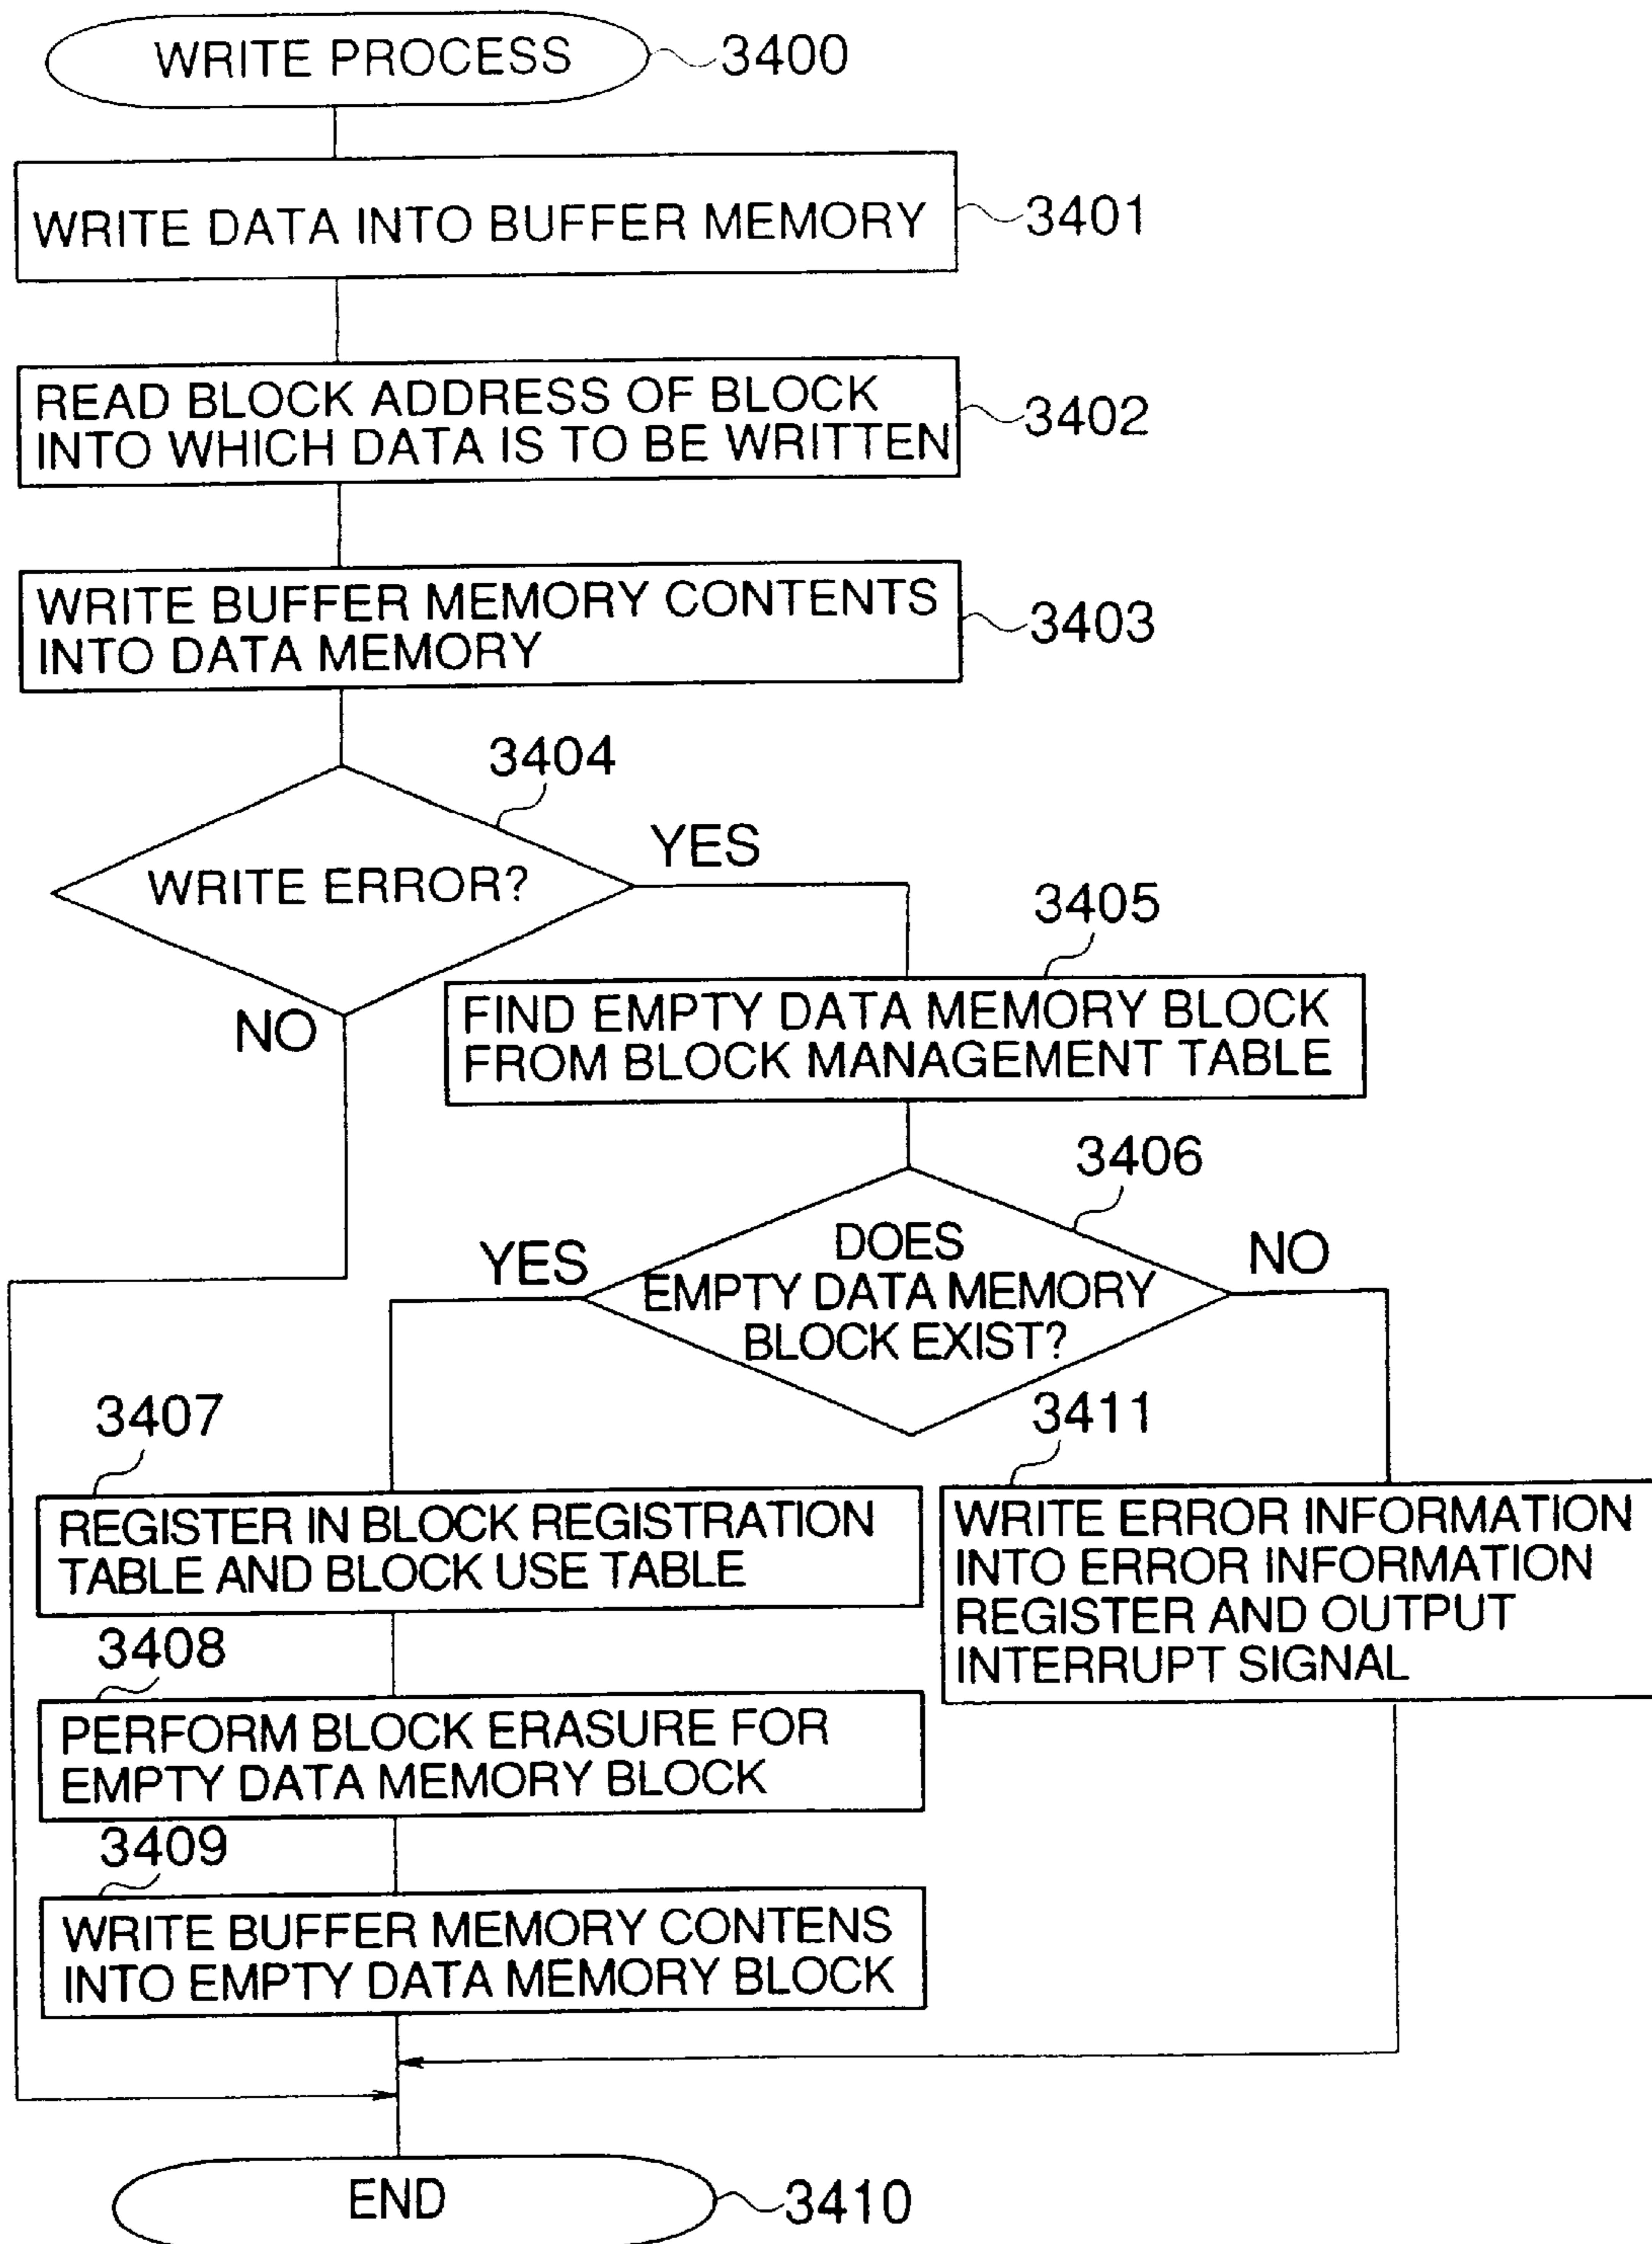 WRITE PROCESS
3400
WRITE DATA INTO BUFFER MEMORY
3401
READ BLOCK ADDRESS OF BLOCK
INTO WHICH DATA IS TO BE WRITTEN
3402
WRITE BUFFER MEMORY CONTENTS
INTO DATA MEMORY
3403
3404
WRITE ERROR?
YES
NO
3405
FIND EMPTY DATA MEMORY BLOCK
FROM BLOCK MANAGEMENT TABLE
3406
DOES
EMPTY DATA MEMORY
BLOCK EXIST?
YES
NO
3407
REGISTER IN BLOCK REGISTRATION
TABLE AND BLOCK USE TABLE
3411
WRITE ERROR INFORMATION
INTO ERROR INFORMATION
REGISTER AND OUTPUT
INTERRUPT SIGNAL
3408
PERFORM BLOCK ERASURE FOR
EMPTY DATA MEMORY BLOCK
3409
WRITE BUFFER MEMORY CONTENS
INTO EMPTY DATA MEMORY BLOCK
END
3410